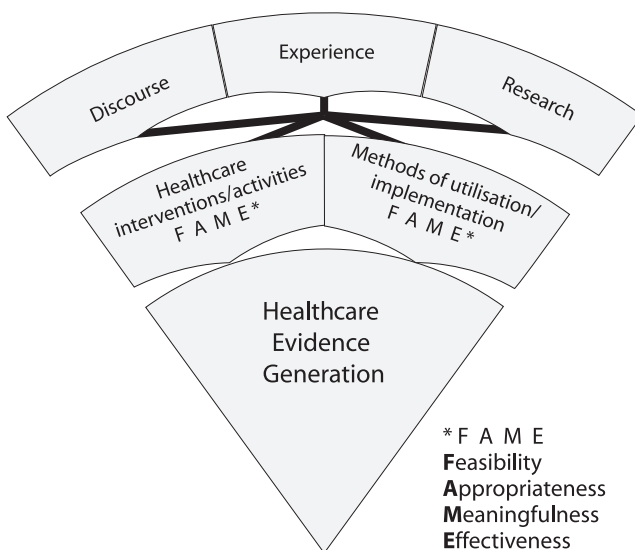 Discourse
Experience
Research
Healthcare
interventions/activities
F A M E*
Methods of utilisation/
implementation
F A M E*
Healthcare
Evidence
Generation
*F A M E
Feasibility
Appropriateness
Meaningfulness
Effectiveness